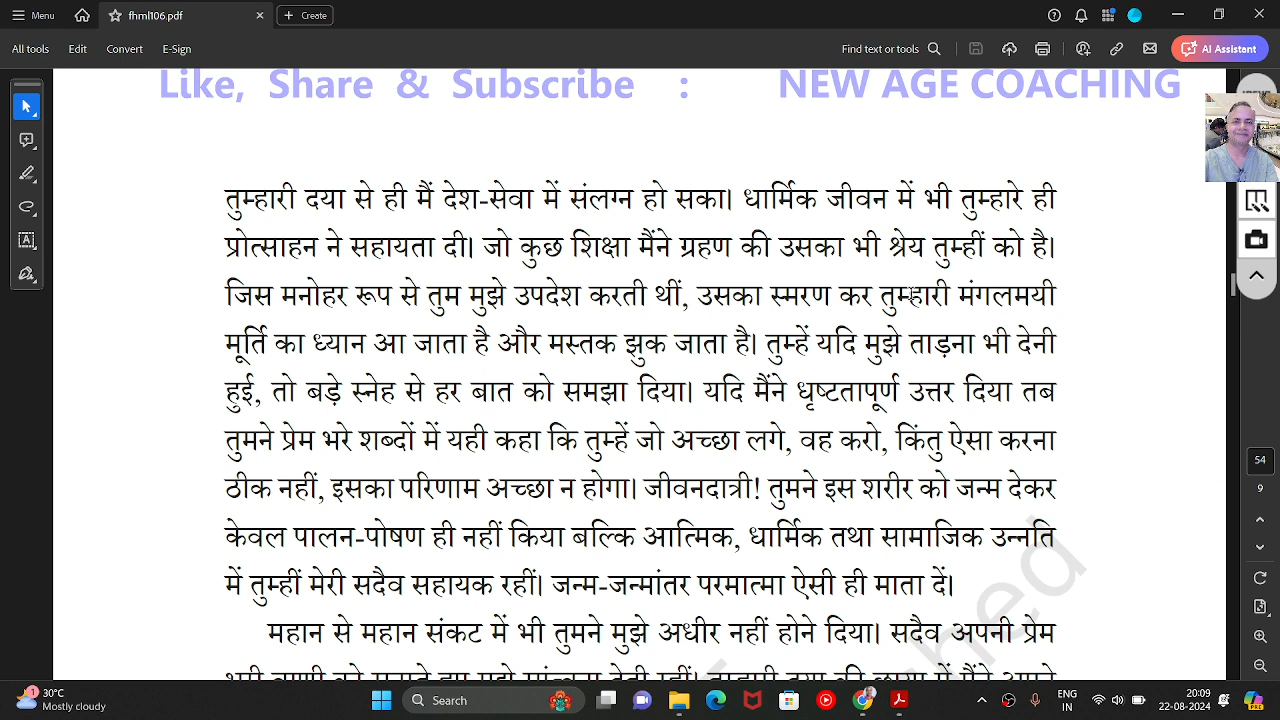 Menu
fhml106.pdf
Create
All tools Edit Convert E-Sign
Find text or tools
AI Assistant
Like, Share & Subscribe : NEW AGE COACHING
तुम्हारी दया से ही मैं देश-सेवा में संलग्न हो सका। धार्मिक जीवन में भी तुम्हारे ही
प्रोत्साहन ने सहायता दी। जो कुछ शिक्षा मैंने ग्रहण की उसका भी श्रेय तुम्हीं को है।
जिस मनोहर रूप से तुम मुझे उपदेश करती थीं, उसका स्मरण कर तुम्हारी मंगलमयी
मूर्ति का ध्यान आ जाता है और मस्तक झुक जाता है। तुम्हें यदि मुझे ताड़ना भी देनी
हुई, तो बड़े स्नेह से हर बात को समझा दिया। यदि मैंने धृष्टतापूर्ण उत्तर दिया तब
तुमने प्रेम भरे शब्दों में यही कहा कि तुम्हें जो अच्छा लगे, वह करो, किंतु ऐसा करना
ठीक नहीं, इसका परिणाम अच्छा न होगा। जीवनदात्री! तुमने इस शरीर को जन्म देकर
केवल पालन-पोषण ही नहीं किया बल्कि आत्मिक, धार्मिक तथा सामाजिक उन्नति
में तुम्हीं मेरी सदैव सहायक रहीं। जन्म-जन्मांतर परमात्मा ऐसी ही माता दें।
महान से महान संकट में भी तुमने मुझे अधीर नहीं होने दिया। सदैव अपनी प्रेम
54
9
1
30°C
Mostly cloudy
Search
ENG
IN
20:09
22-08-2024